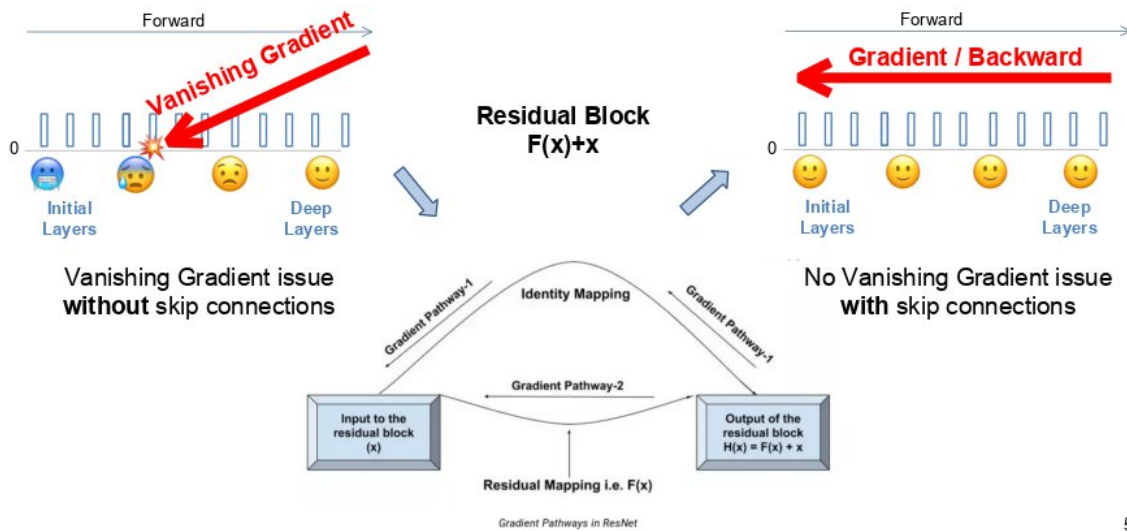 Forward
Vanishing Gradient
0
Initial
Layers
Deep
Layers
Vanishing Gradient issue
without skip connections
Residual Block
F(x)+x
Forward
Gradient / Backward
0
Initial
Layers
Deep
Layers
No Vanishing Gradient issue
with skip connections
Identity Mapping
Gradient Pathway-1
Gradient Pathway-1
Gradient Pathway-2
Input to the
residual block
(x)
Output of the
residual block
H(x) = F(x) + x
Residual Mapping i.e. F(x)
Gradient Pathways in ResNet